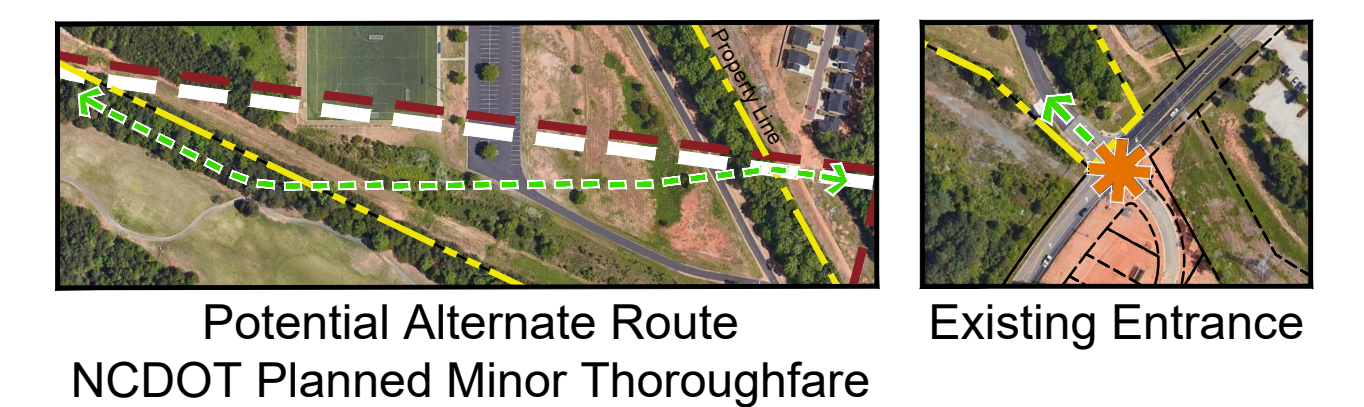 Property Line
Potential Alternate Route
NCDOT Planned Minor Thoroughfare
Existing Entrance